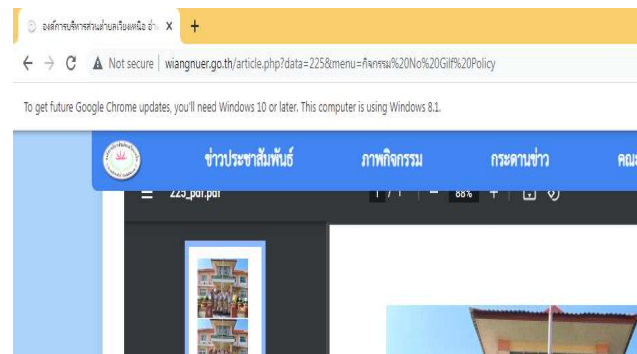 องค์การบริหารส่วนตำบลเวียงเหนือ อำ
Not secure | wiangnuer.go.th/article.php?data=225&menu=กิจกรรม%20No%20Gilf%20Policy
To get future Google Chrome updates, you'll need Windows 10 or later. This computer is using Windows 8.1.
ข่าวประชาสัมพันธ์ ภาพกิจกรรม กระดานข่าว คณะ
225_pdf.pdf 1 / 1 88%